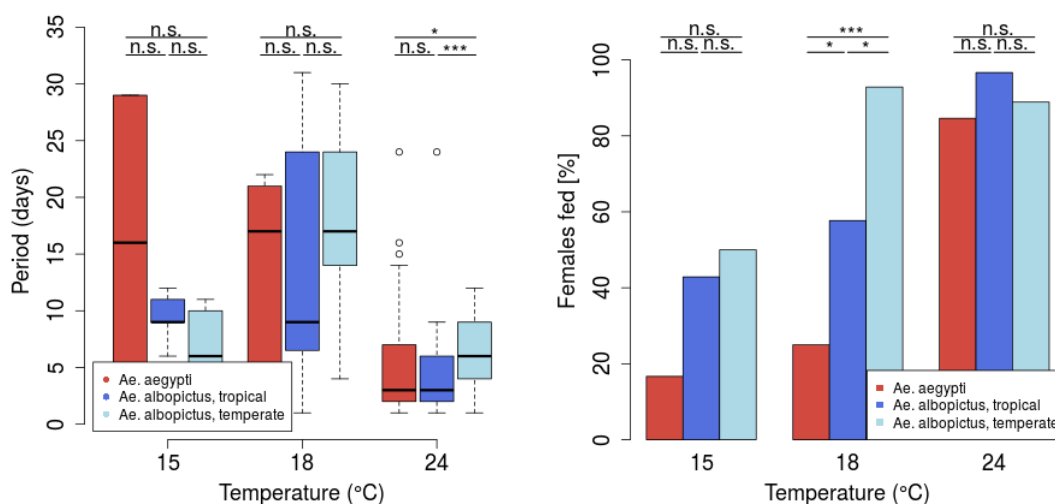 n.s.
n.s. n.s.
n.s.
n.s. n.s.
*
n.s. ***
35
30
25
20
15
10
5
0
Period (days)
Ae. aegypti
Ae. albopictus, tropical
Ae. albopictus, temperate
15 18 24
Temperature (°C)
n.s.
n.s. n.s.
***
* *
n.s.
n.s. n.s.
100
80
60
40
20
0
Females fed [%]
Ae. aegypti
Ae. albopictus, tropical
Ae. albopictus, temperate
15 18 24
Temperature (°C)